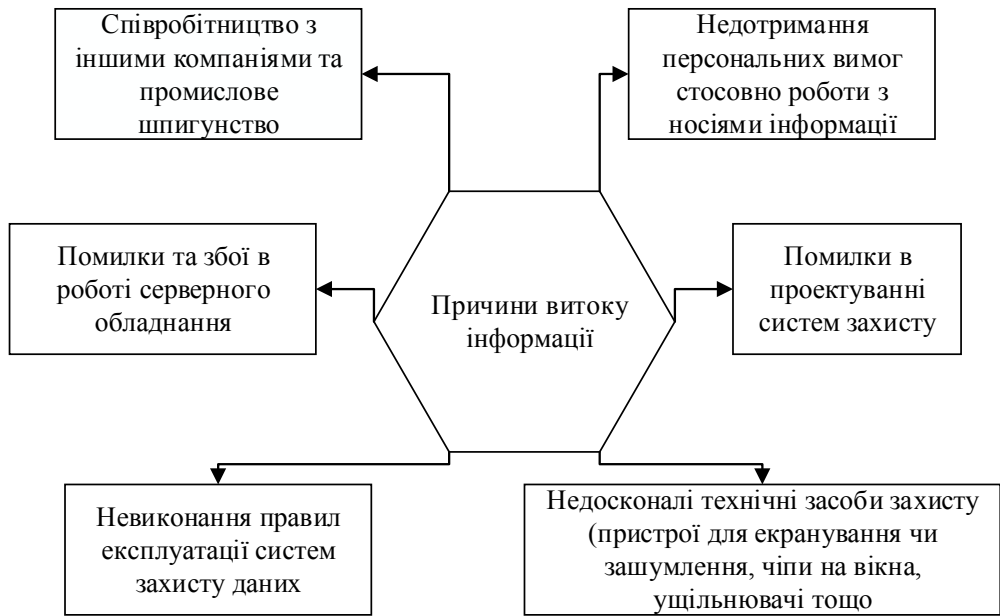 Співробітництво з
іншими компаніями та
промислове
шпигунство
Недотримання
персональних вимог
стосовно роботи з
носіями інформації
Помилки та збої в
роботі серверного
обладнання
Причини витоку
інформації
Помилки в
проектуванні
систем захисту
Невиконання правил
експлуатації систем
захисту даних
Недосконалі технічні засоби захисту
(пристрої для екранування чи
зашумлення, чіпи на вікна,
ущільнювачі тощо